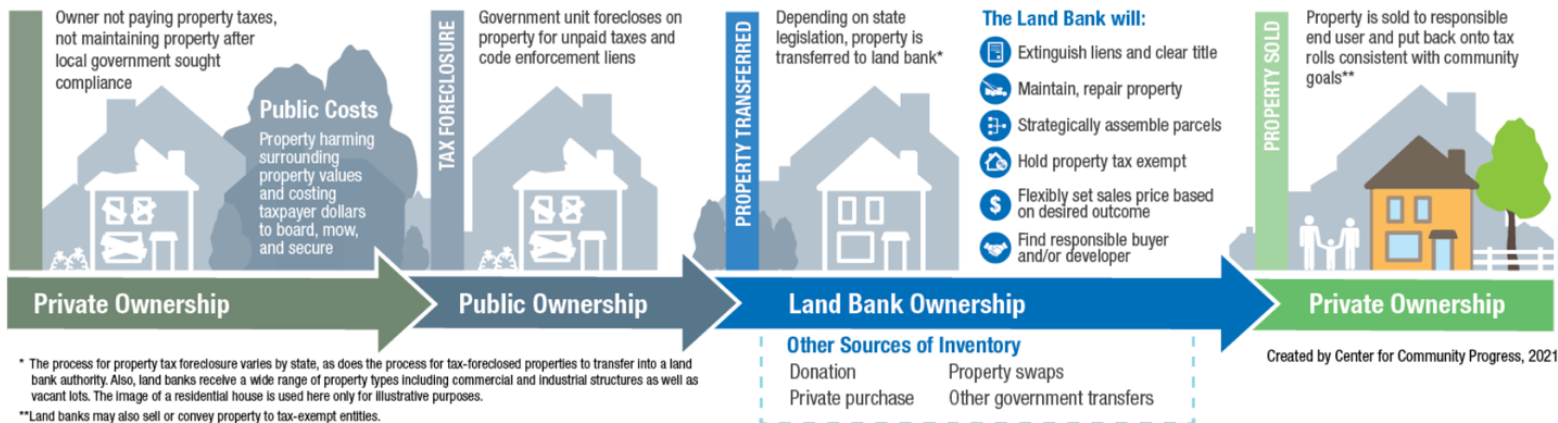 Owner not paying property taxes,
not maintaining property after
local government sought
compliance
Public Costs
Property harming
surrounding
property values
and costing
taxpayer dollars
to board, mow,
and secure
Private Ownership
TAX FORECLOSURE
Government unit forecloses on
property for unpaid taxes and
code enforcement liens
Public Ownership
PROPERTY TRANSFERRED
Depending on state
legislation, property is
transferred to land bank*
The Land Bank will:
Extinguish liens and clear title
Maintain, repair property
Strategically assemble parcels
Hold property tax exempt
$
Flexibly set sales price based
on desired outcome
Find responsible buyer
and/or developer
Land Bank Ownership
PROPERTY SOLD
Property is sold to responsible
end user and put back onto tax
rolls consistent with community
goals**
Private Ownership
Other Sources of Inventory
Donation
Property swaps
Private purchase
Other government transfers
Created by Center for Community Progress, 2021
* The process for property tax foreclosure varies by state, as does the process for tax-foreclosed properties to transfer into a land
bank authority. Also, land banks receive a wide range of property types including commercial and industrial structures as well as
vacant lots. The image of a residential house is used here only for illustrative purposes.
**Land banks may also sell or convey property to tax-exempt entities.